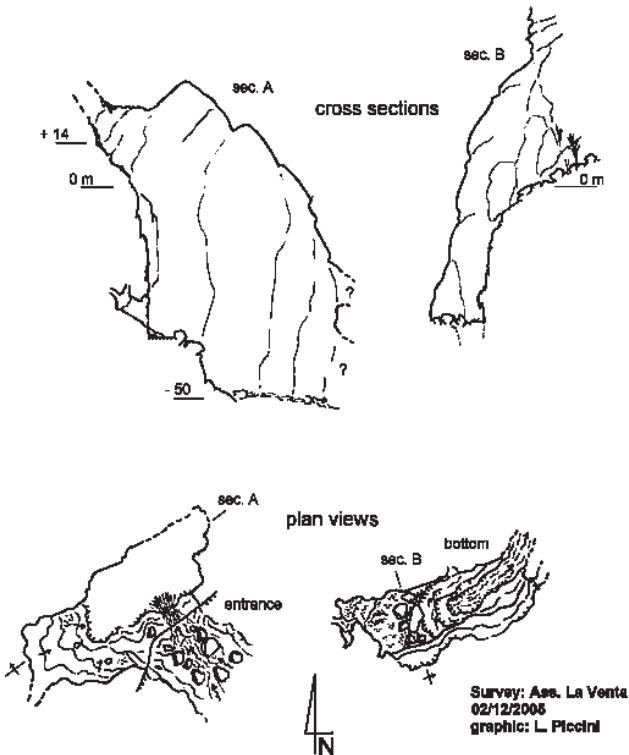 sec. A
sec. B
cross sections
+ 14
0 m
0 m
?
?
- 50
sec. A
plan views
bottom
sec. B
entrance
N
Survey: Ass. La Venta
02/12/2005
graphic: L. Piccini